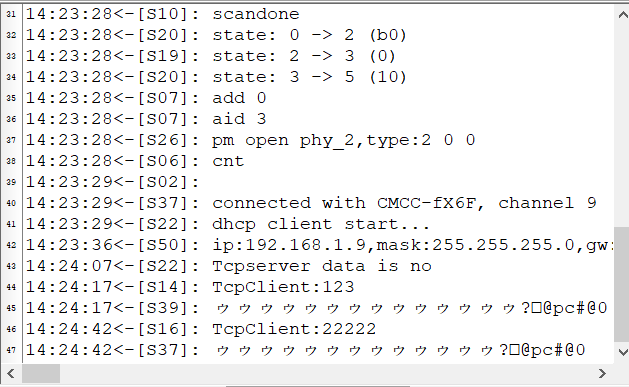 31 14:23:28<-[S10]: scandone
32 14:23:28<-[S20]: state: 0 -> 2 (b0)
33 14:23:28<-[S19]: state: 2 -> 3 (0)
34 14:23:28<-[S20]: state: 3 -> 5 (10)
35 14:23:28<-[S07]: add 0
36 14:23:28<-[S07]: aid 3
37 14:23:28<-[S26]: pm open phy_2,type:2 0 0
38 14:23:28<-[S06]: cnt
39 14:23:29<-[S02]:
40 14:23:29<-[S37]: connected with CMCC-fX6F, channel 9
41 14:23:29<-[S22]: dhcp client start...
42 14:23:36<-[S50]: ip:192.168.1.9,mask:255.255.255.0,gw:
43 14:24:07<-[S22]: Tcpserver data is no
44 14:24:17<-[S14]: TcpClient:123
45 14:24:17<-[S39]: ゥゥゥゥゥゥゥゥゥゥゥゥゥゥ?□@pc#@0
46 14:24:42<-[S16]: TcpClient:22222
47 14:24:42<-[S37]: ゥゥゥゥゥゥゥゥゥゥゥゥゥ?□@pc#@0